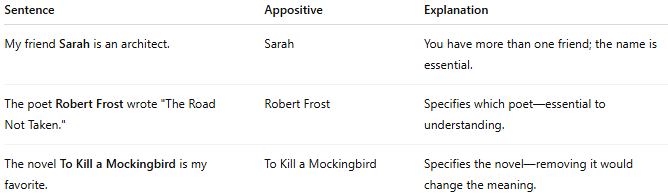 Sentence Appositive Explanation
My friend Sarah is an architect. Sarah You have more than one friend; the name is
essential.
The poet Robert Frost wrote "The Road Robert Frost Specifies which poet—essential to
Not Taken." understanding.
The novel To Kill a Mockingbird is my To Kill a Mockingbird Specifies the novel—removing it would
favorite. change the meaning.